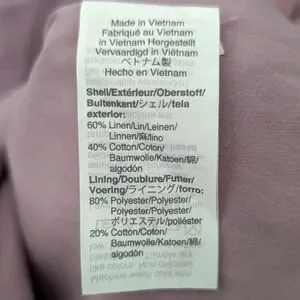 Made in Vietnam
Fabriqué au Viêtnam
in Vietnam Hergestellt
Vervaardigd in Viêtnam
ベトナム製
Hecho en Vietnam
Shell/Extérieur/Oberstoff/
Buitenkant/シェル/tela
exterior:
60% Linen/Lin/Leinen/
Linnen/麻/lino
40% Cotton/Coton/
Baumwolle/Katoen/綿/
algodón
Lining/Doublure/Futter/
Voering/ライニング/forro:
80% Polyester/Polyester/
Polyester/Polyester/
ポリエステル/poliéster
20% Cotton/Coton/
Baumwolle/Katoen/綿/
algodón